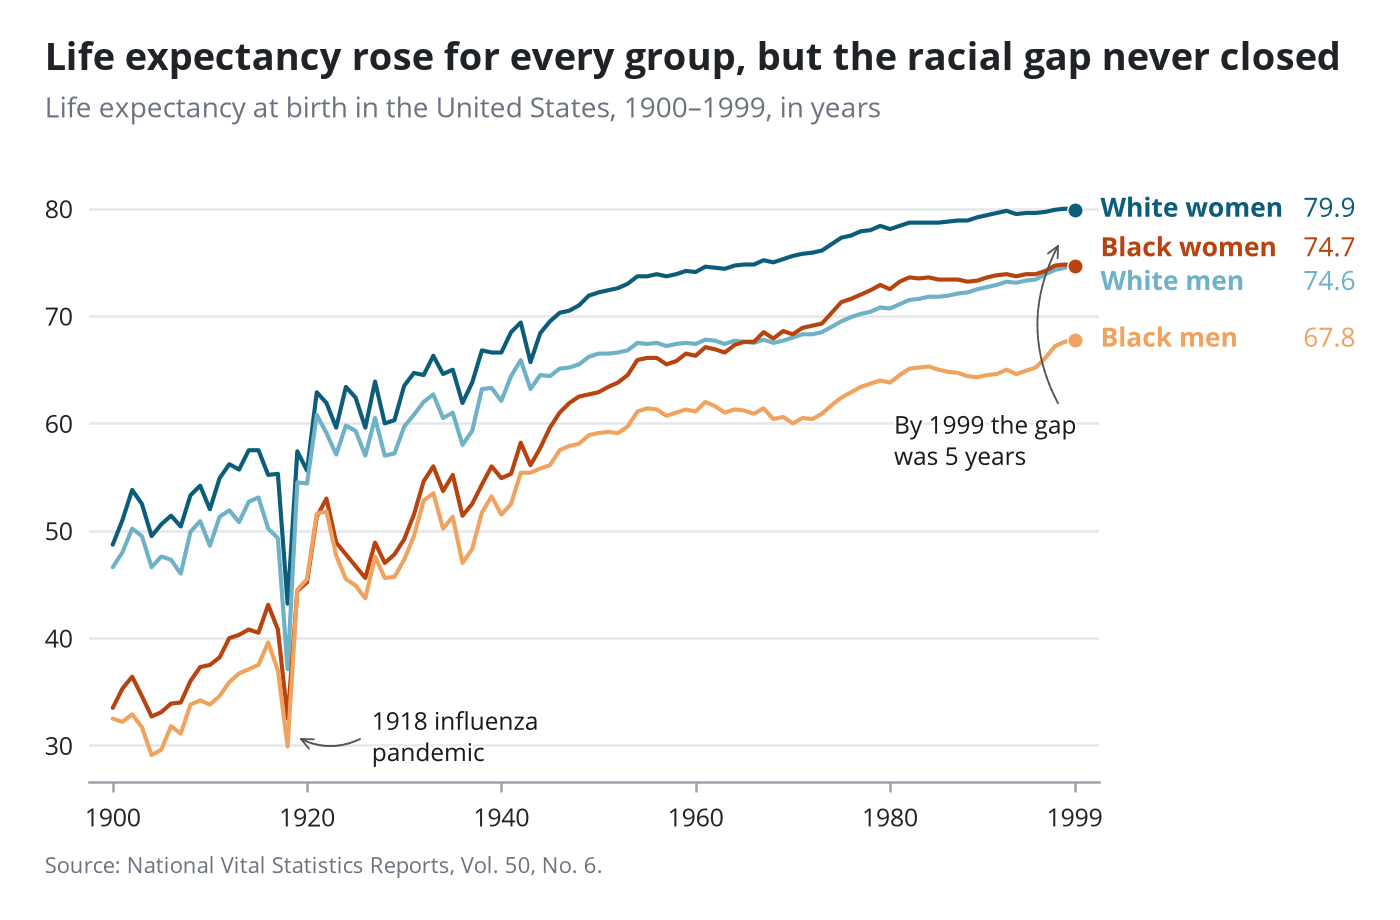 Life expectancy rose for every group, but the racial gap never closed
Life expectancy at birth in the United States, 1900–1999, in years
80
70
60
50
40
30
White women 79.9
Black women 74.7
White men 74.6
Black men 67.8
By 1999 the gap
was 5 years
1918 influenza
pandemic
1900 1920 1940 1960 1980 1999
Source: National Vital Statistics Reports, Vol. 50, No. 6.